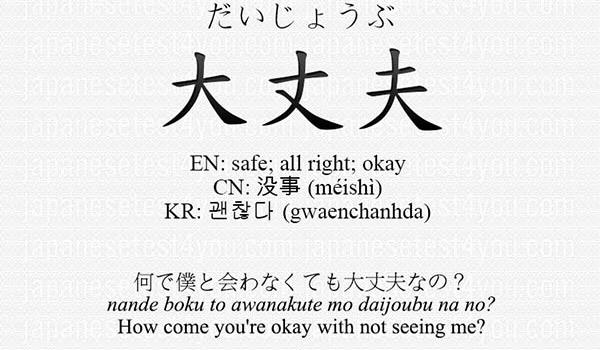 だいじょうぶ
大丈夫
EN: safe; all right; okay
CN: 没事 (méishì)
KR: 괜찮다 (gwaenchanhda)
何で僕と会わなくても大丈夫なの？
nande boku to awanakute mo daijoubu na no?
How come you're okay with not seeing me?
japanesetest4you.com